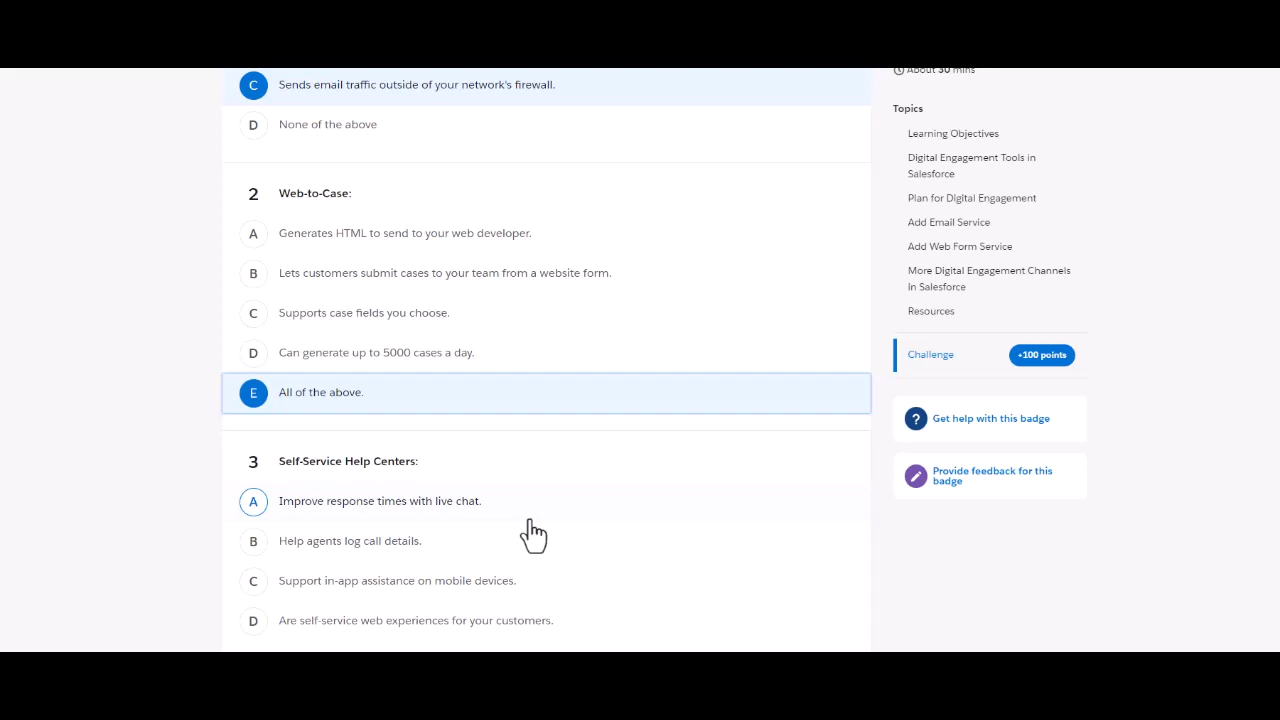 C Sends email traffic outside of your network's firewall.
D None of the above
2 Web-to-Case:
A Generates HTML to send to your web developer.
B Lets customers submit cases to your team from a website form.
C Supports case fields you choose.
D Can generate up to 5000 cases a day.
E All of the above.
3 Self-Service Help Centers:
A Improve response times with live chat.
B Help agents log call details.
C Support in-app assistance on mobile devices.
D Are self-service web experiences for your customers.
About 30 mins
Topics
Learning Objectives
Digital Engagement Tools in
Salesforce
Plan for Digital Engagement
Add Email Service
Add Web Form Service
More Digital Engagement Channels
In Salesforce
Resources
Challenge +100 points
? Get help with this badge
Provide feedback for this
badge